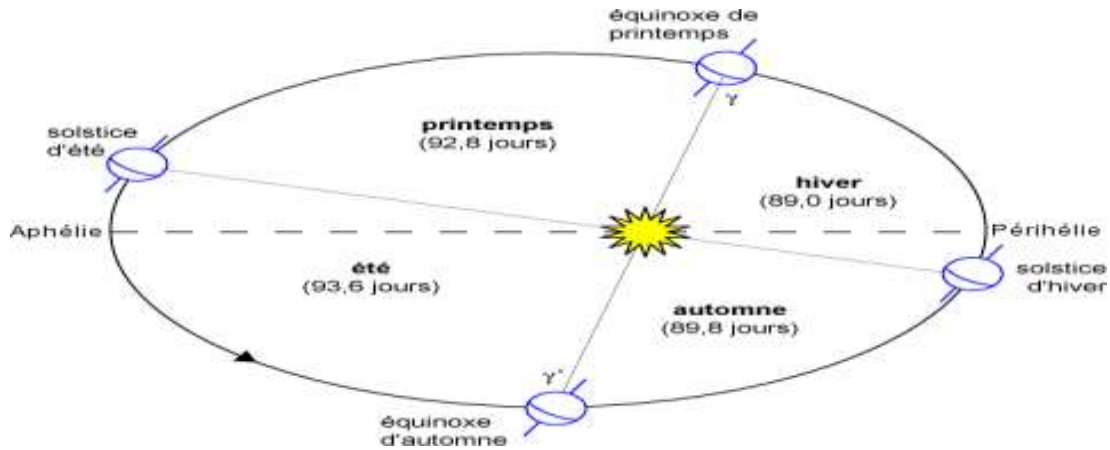 équinoxe de
printemps
γ
printemps
(92,8 jours)
solstice
d'été
hiver
(89,0 jours)
Aphélie
Périhélie
été
(93,6 jours)
solstice
d'hiver
automne
(89,8 jours)
γ'
équinoxe
d'automne